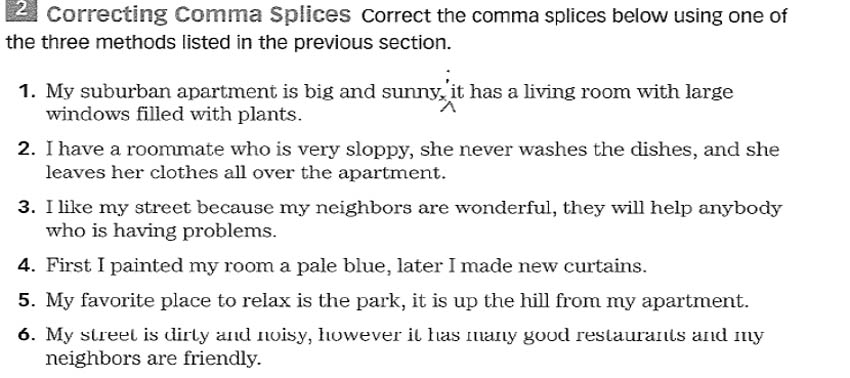 2 Correcting Comma Splices Correct the comma splices below using one of
the three methods listed in the previous section.
1. My suburban apartment is big and sunny, ; it has a living room with large
windows filled with plants.
2. I have a roommate who is very sloppy, she never washes the dishes, and she
leaves her clothes all over the apartment.
3. I like my street because my neighbors are wonderful, they will help anybody
who is having problems.
4. First I painted my room a pale blue, later I made new curtains.
5. My favorite place to relax is the park, it is up the hill from my apartment.
6. My street is dirty and noisy, however it has many good restaurants and my
neighbors are friendly.